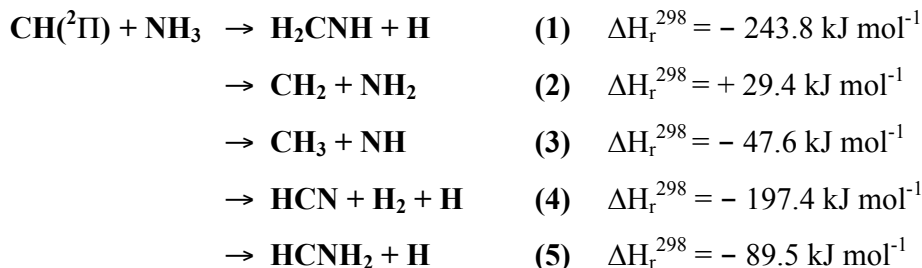 CH(²Π) + NH₃ → H₂CNH + H (1) ΔHᵣ²⁹⁸ = − 243.8 kJ mol⁻¹
→ CH₂ + NH₂ (2) ΔHᵣ²⁹⁸ = + 29.4 kJ mol⁻¹
→ CH₃ + NH (3) ΔHᵣ²⁹⁸ = − 47.6 kJ mol⁻¹
→ HCN + H₂ + H (4) ΔHᵣ²⁹⁸ = − 197.4 kJ mol⁻¹
→ HCNH₂ + H (5) ΔHᵣ²⁹⁸ = − 89.5 kJ mol⁻¹